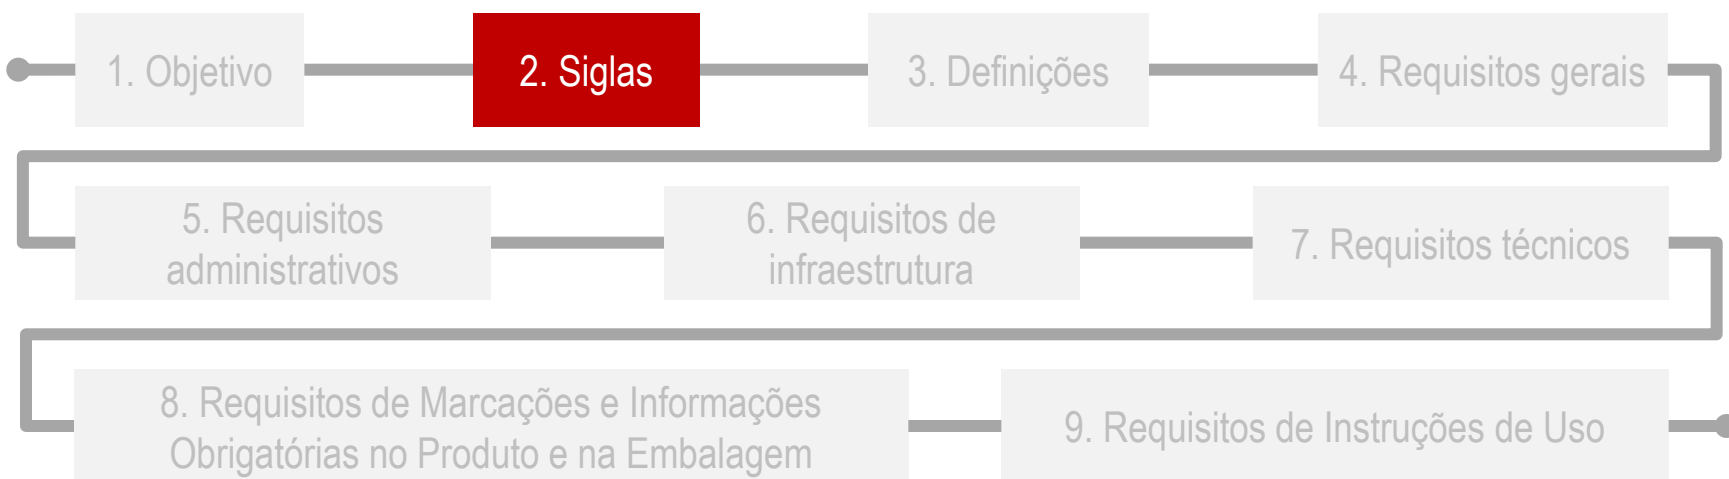 1. Objetivo
2. Siglas
3. Definições
4. Requisitos gerais
5. Requisitos
administrativos
6. Requisitos de
infraestrutura
7. Requisitos técnicos
8. Requisitos de Marcações e Informações
Obrigatórias no Produto e na Embalagem
9. Requisitos de Instruções de Uso